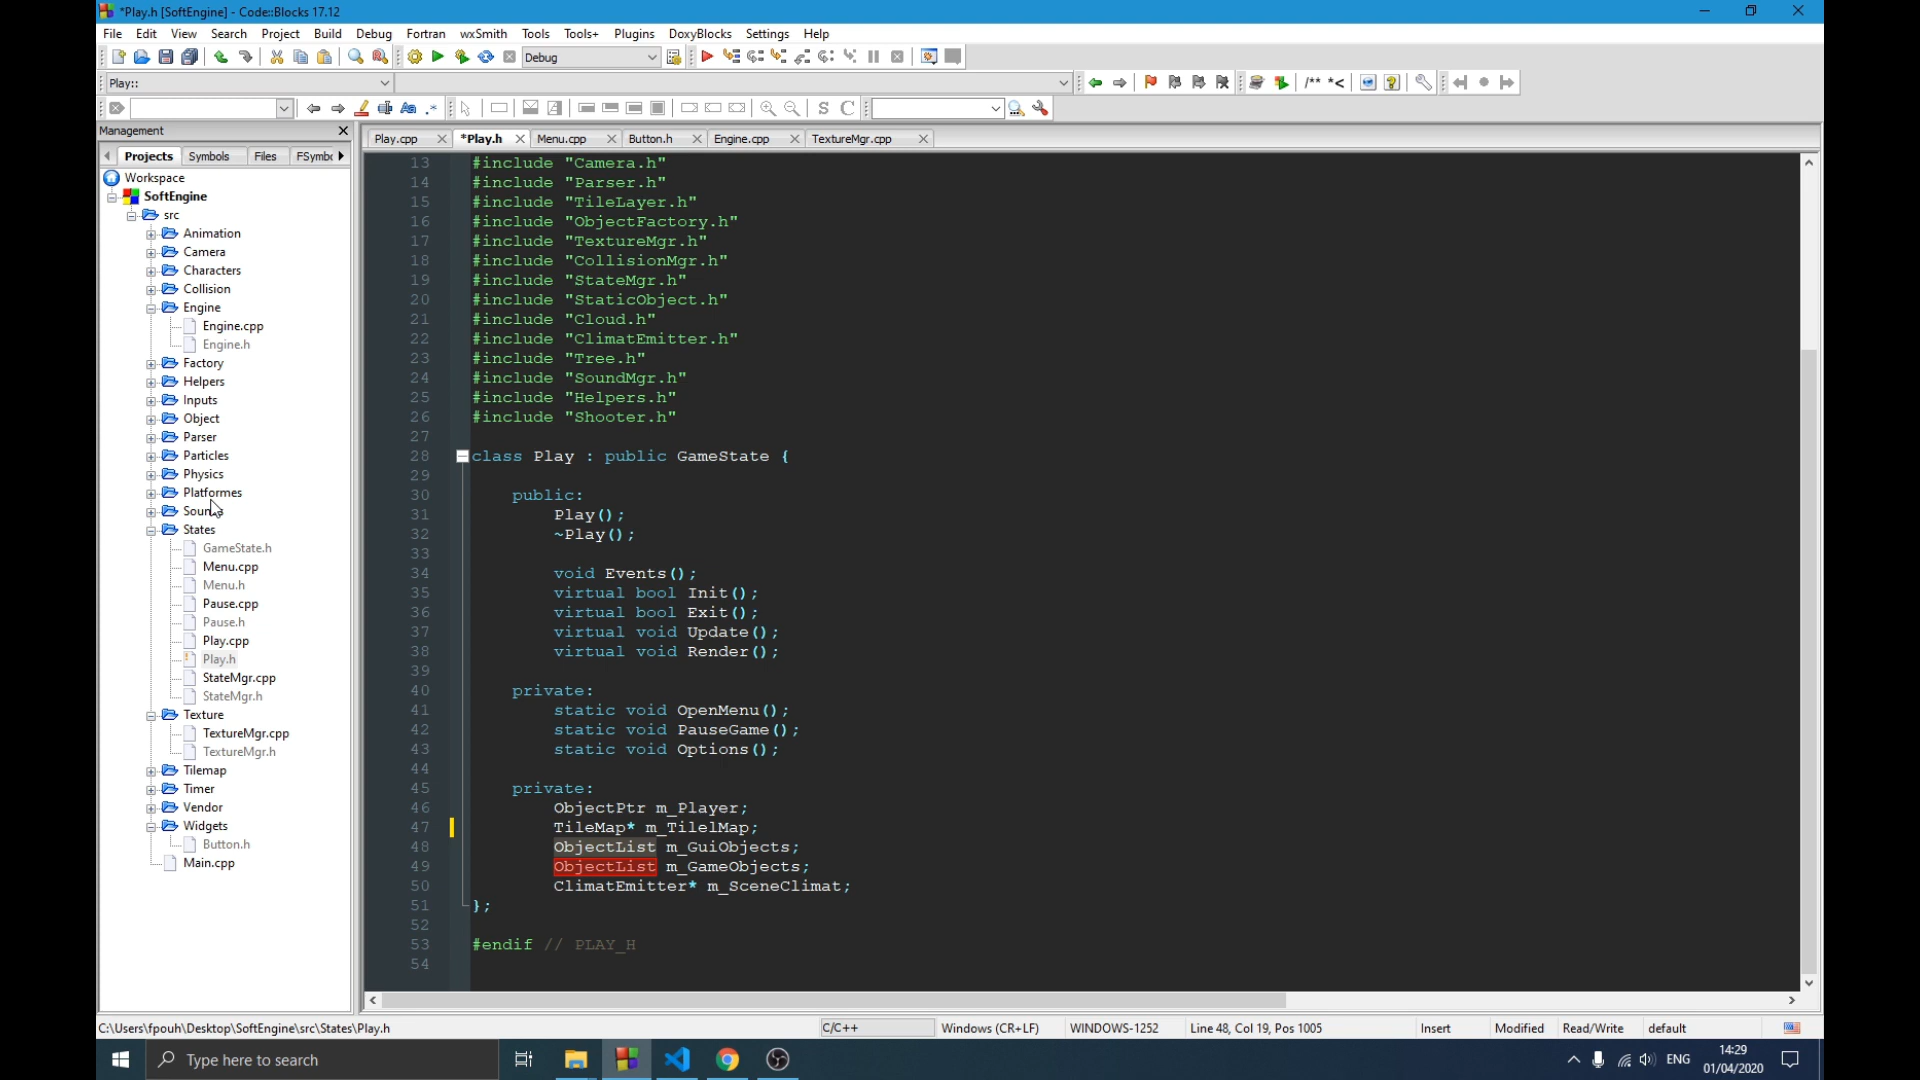 *Play.h [SoftEngine] - Code::Blocks 17.12
File Edit View Search Project Build Debug Fortran wxSmith Tools Tools+ Plugins DoxyBlocks Settings Help
Debug
Play::
/** *<
Management
Projects Symbols Files FSymbo
Play.cpp *Play.h Menu.cpp Button.h Engine.cpp TextureMgr.cpp
Workspace
SoftEngine
src
Animation
Camera
Characters
Collision
Engine
Engine.cpp
Engine.h
Factory
Helpers
Inputs
Object
Parser
Particles
Physics
Platformes
Sounds
States
GameState.h
Menu.cpp
Menu.h
Pause.cpp
Pause.h
Play.cpp
Play.h
StateMgr.cpp
StateMgr.h
Texture
TextureMgr.cpp
TextureMgr.h
Tilemap
Timer
Vendor
Widgets
Button.h
Main.cpp
13 #include "Camera.h"
14 #include "Parser.h"
15 #include "TileLayer.h"
16 #include "ObjectFactory.h"
17 #include "TextureMgr.h"
18 #include "CollisionMgr.h"
19 #include "StateMgr.h"
20 #include "StaticObject.h"
21 #include "Cloud.h"
22 #include "ClimatEmitter.h"
23 #include "Tree.h"
24 #include "SoundMgr.h"
25 #include "Helpers.h"
26 #include "Shooter.h"
27
28 class Play : public GameState {
29
30 public:
31 Play();
32 ~Play();
33
34 void Events();
35 virtual bool Init();
36 virtual bool Exit();
37 virtual void Update();
38 virtual void Render();
39
40 private:
41 static void OpenMenu();
42 static void PauseGame();
43 static void Options();
44
45 private:
46 ObjectPtr m_Player;
47 TileMap* m_TilelMap;
48 ObjectList m_GuiObjects;
49 ObjectList m_GameObjects;
50 ClimatEmitter* m_SceneClimat;
51 };
52
53 #endif // PLAY_H
54
C:\Users\fpouh\Desktop\SoftEngine\src\States\Play.h C/C++ Windows (CR+LF) WINDOWS-1252 Line 48, Col 19, Pos 1005 Insert Modified Read/Write default
Type here to search ENG 14:29
01/04/2020